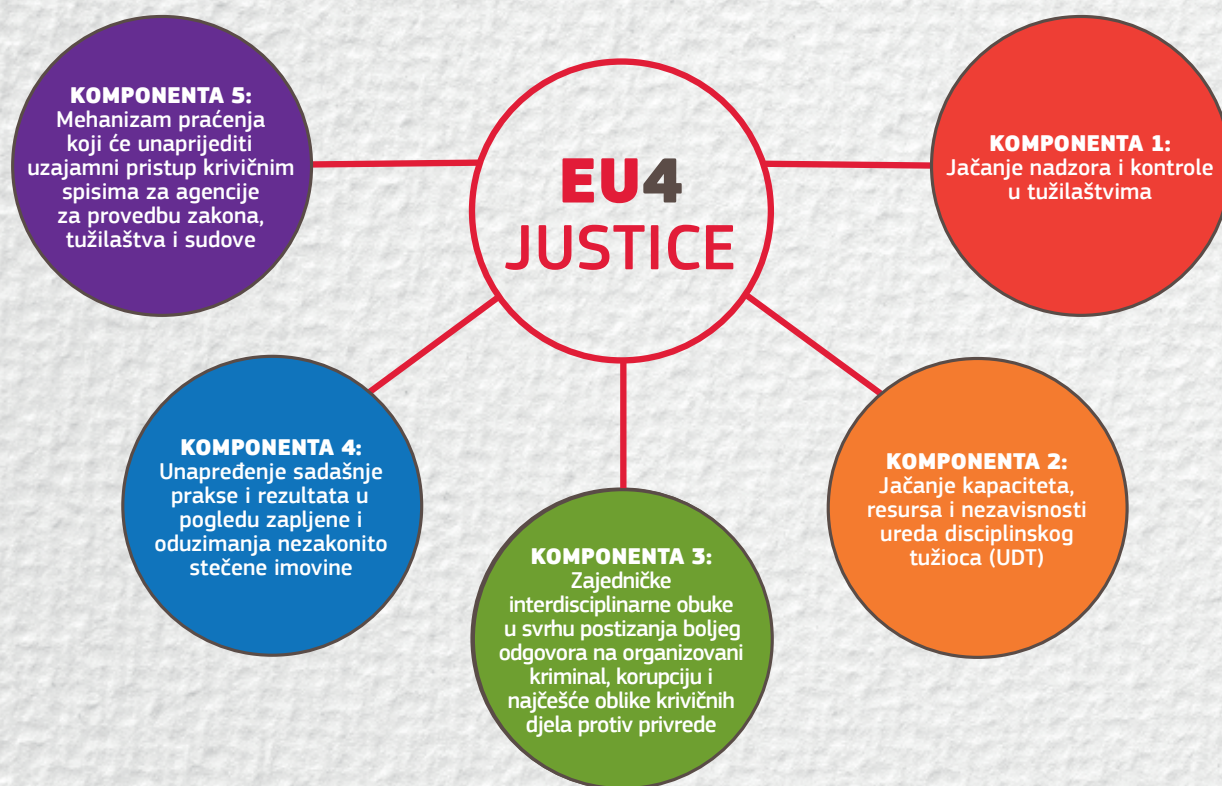 EU4
JUSTICE
KOMPONENTA 1:
Jačanje nadzora i kontrole
u tužilaštvima
KOMPONENTA 2:
Jačanje kapaciteta,
resursa i nezavisnosti
ureda disciplinskog
tužioca (UDT)
KOMPONENTA 3:
Zajedničke
interdisciplinarne obuke
u svrhu postizanja boljeg
odgovora na organizovani
kriminal, korupciju i
najčešće oblike krivičnih
djela protiv privrede
KOMPONENTA 4:
Unapređenje sadašnje
prakse i rezultata u
pogledu zapljene i
oduzimanja nezakonito
stečene imovine
KOMPONENTA 5:
Mehanizam praćenja
koji će unaprijediti
uzajamni pristup krivičnim
spisima za agencije
za provedbu zakona,
tužilaštva i sudove